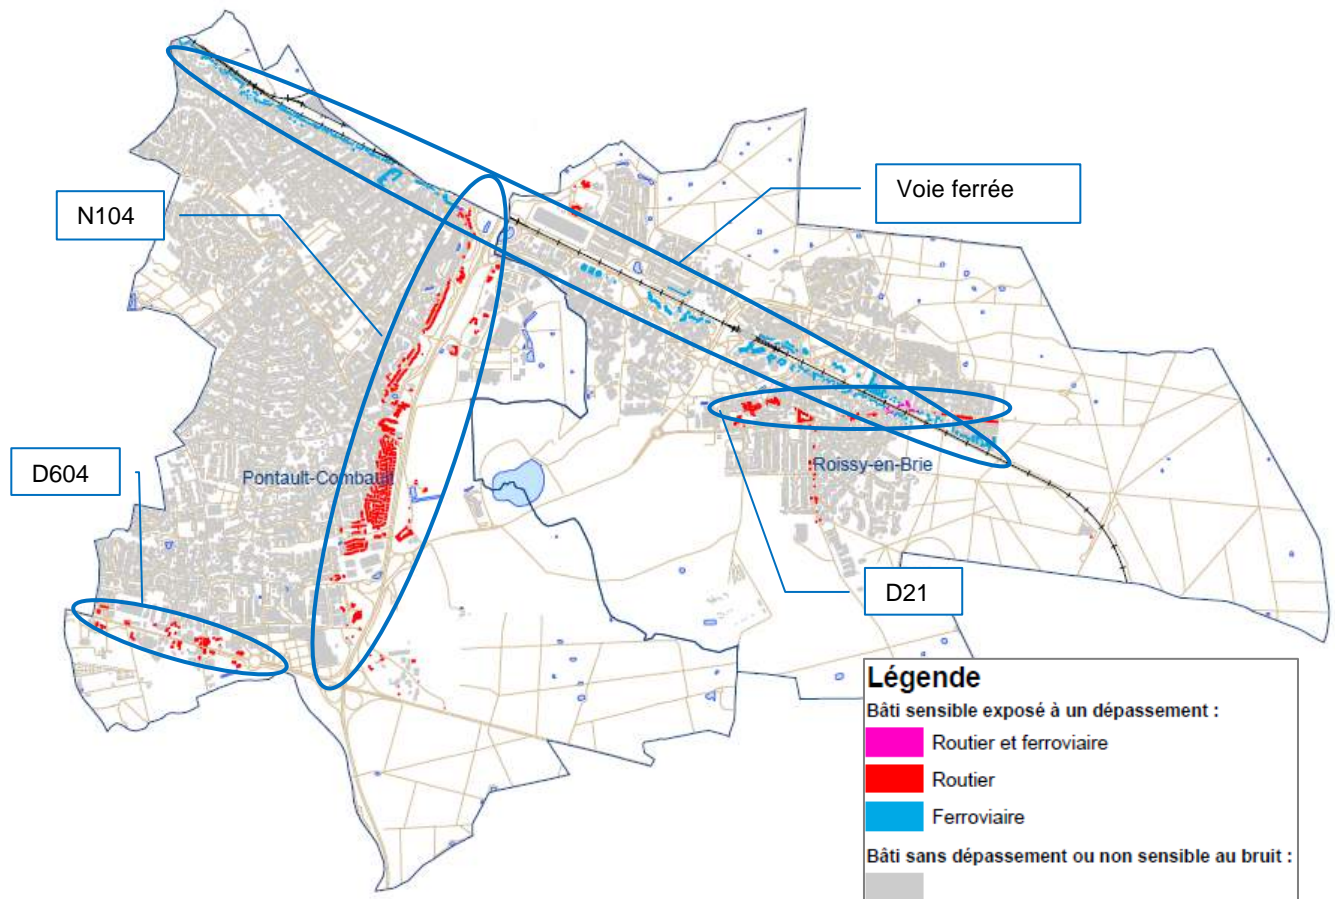 Voie ferrée
N104
D604
Pontault-Combault
Roissy-en-Brie
D21
Légende
Bâti sensible exposé à un dépassement :
Routier et ferroviaire
Routier
Ferroviaire
Bâti sans dépassement ou non sensible au bruit :